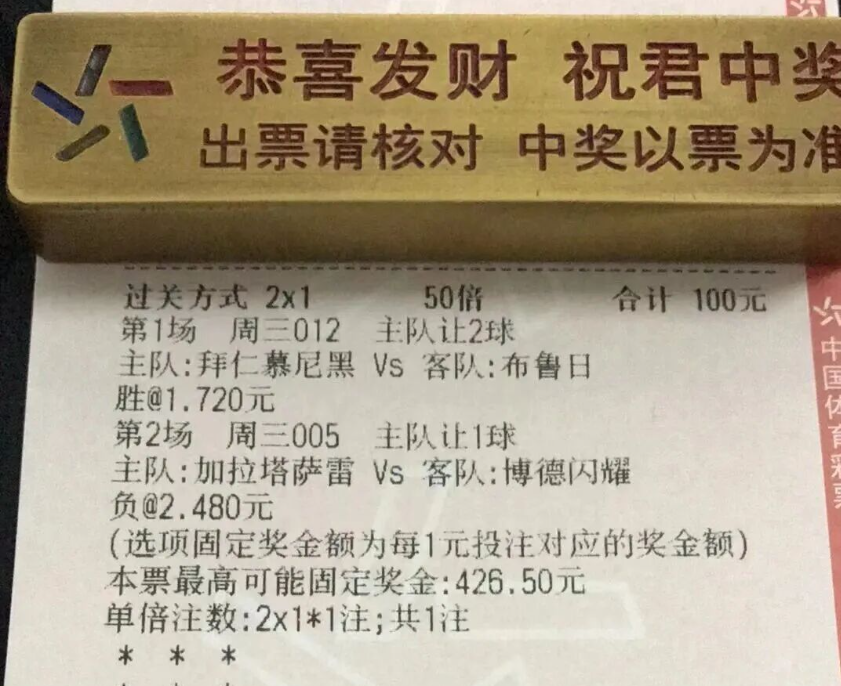 恭喜发财 祝君中奖
出票请核对 中奖以票为准
过关方式 2x1 50倍 合计 100元
第1场 周三012 主队让2球
主队:拜仁慕尼黑 Vs 客队:布鲁日
胜@1.720元
第2场 周三005 主队让1球
主队:加拉塔萨雷 Vs 客队:博德闪耀
负@2.480元
(选项固定奖金额为每1元投注对应的奖金额)
本票最高可能固定奖金:426.50元
单倍注数:2x1*1注;共1注
* * *
中国体育彩票